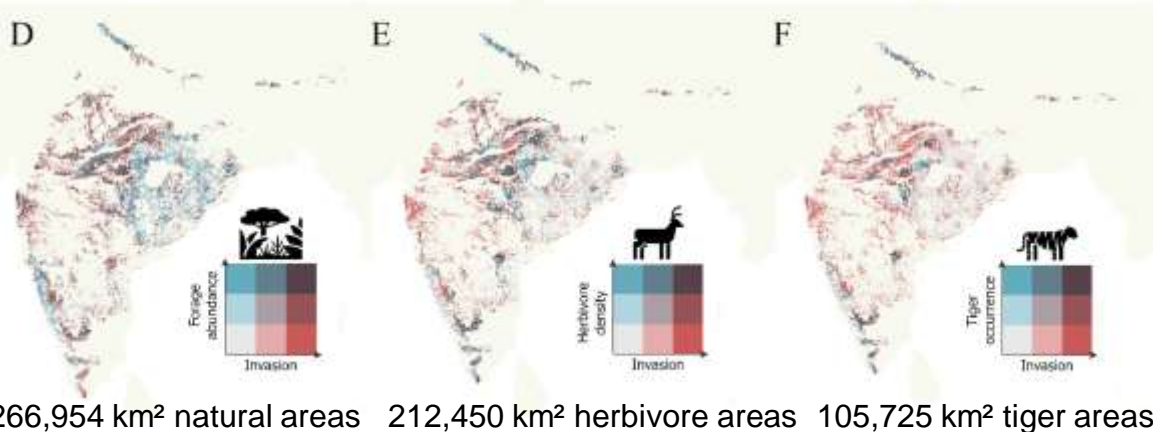 D
E
F
Forage abundance
Invasion
Herbivore density
Invasion
Tiger occurrence
Invasion
266,954 km² natural areas
212,450 km² herbivore areas
105,725 km² tiger areas